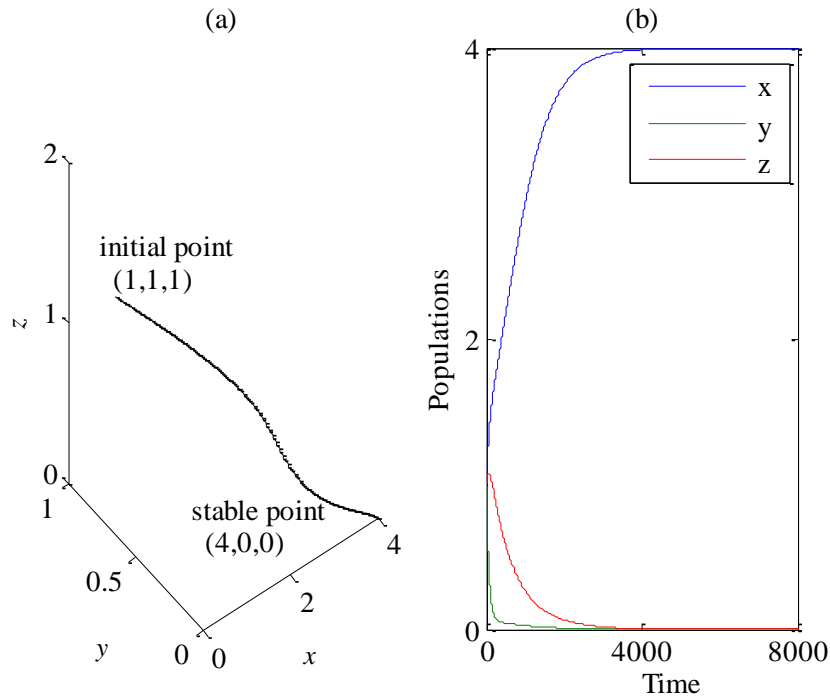 (a)
2
initial point
(1,1,1)
1
z
0
1
stable point
(4,0,0)
4
0.5
2
y
0
0
x
(b)
4
x
y
z
Populations
2
0
0
4000
8000
Time